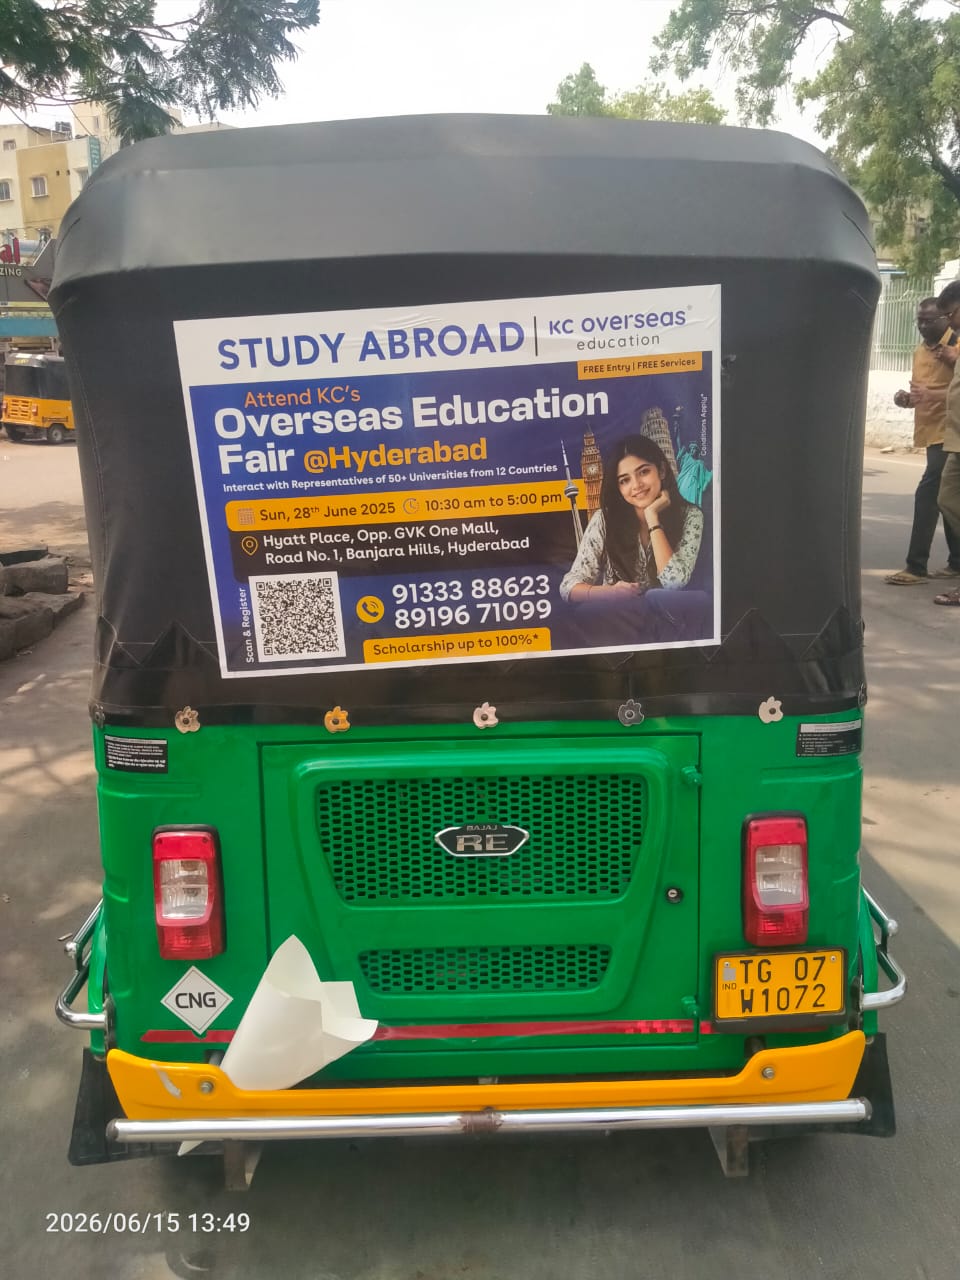 STUDY ABROAD
KC overseas
education
FREE Entry | FREE Services
Attend KC's
Overseas Education
Fair @Hyderabad
Interact with Representatives of 50+ Universities from 12 Countries
Sun, 28th June 2025
10:30 am to 5:00 pm
Hyatt Place, Opp. GVK One Mall,
Road No. 1, Banjara Hills, Hyderabad
Scan & Register
91333 88623
89196 71099
Scholarship up to 100%*
Conditions Apply*
BAJAJ
RE
CNG
IND
TG 07
W1072
ZING
2026/06/15 13:49